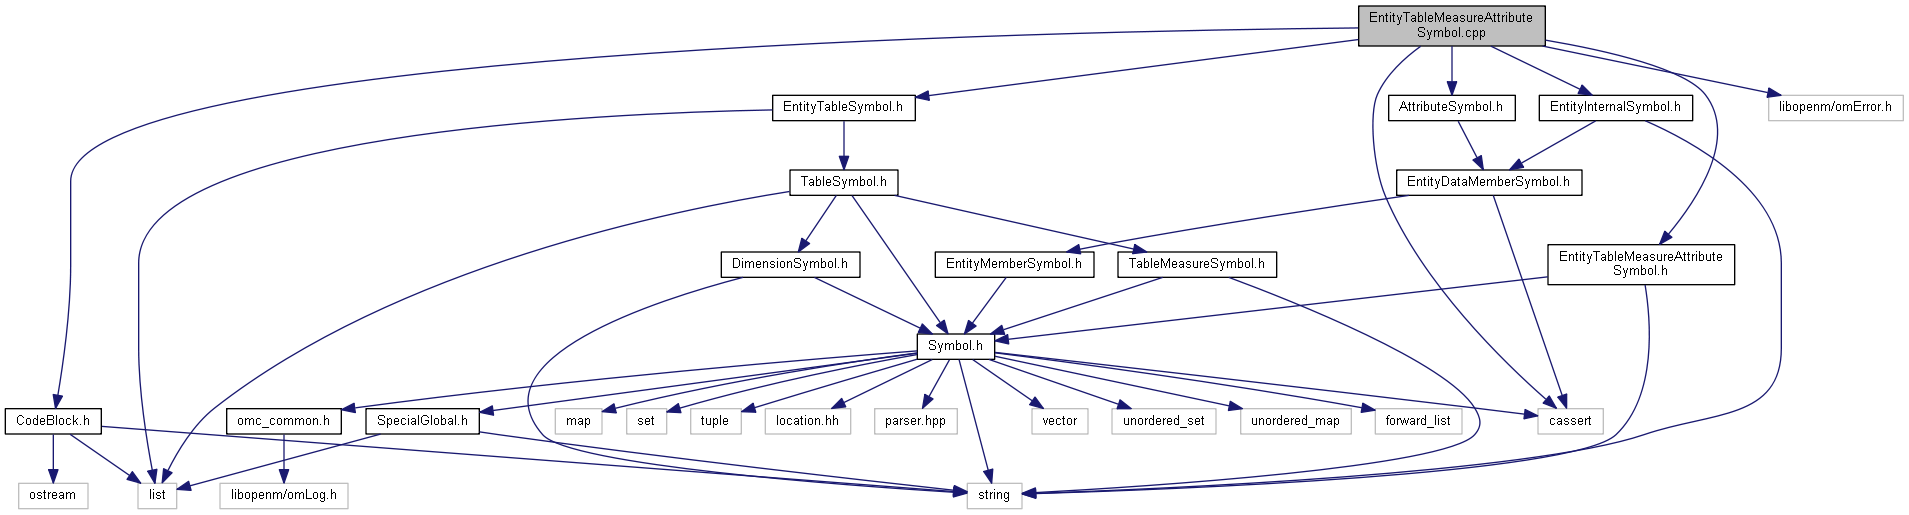 EntityTableMeasureAttribute
Symbol.cpp
EntityTableSymbol.h
AttributeSymbol.h
EntityInternalSymbol.h
libopenm/omError.h
TableSymbol.h
EntityDataMemberSymbol.h
DimensionSymbol.h
EntityMemberSymbol.h
TableMeasureSymbol.h
EntityTableMeasureAttribute
Symbol.h
Symbol.h
CodeBlock.h
omc_common.h
SpecialGlobal.h
map
set
tuple
location.hh
parser.hpp
vector
unordered_set
unordered_map
forward_list
cassert
ostream
list
libopenm/omLog.h
string